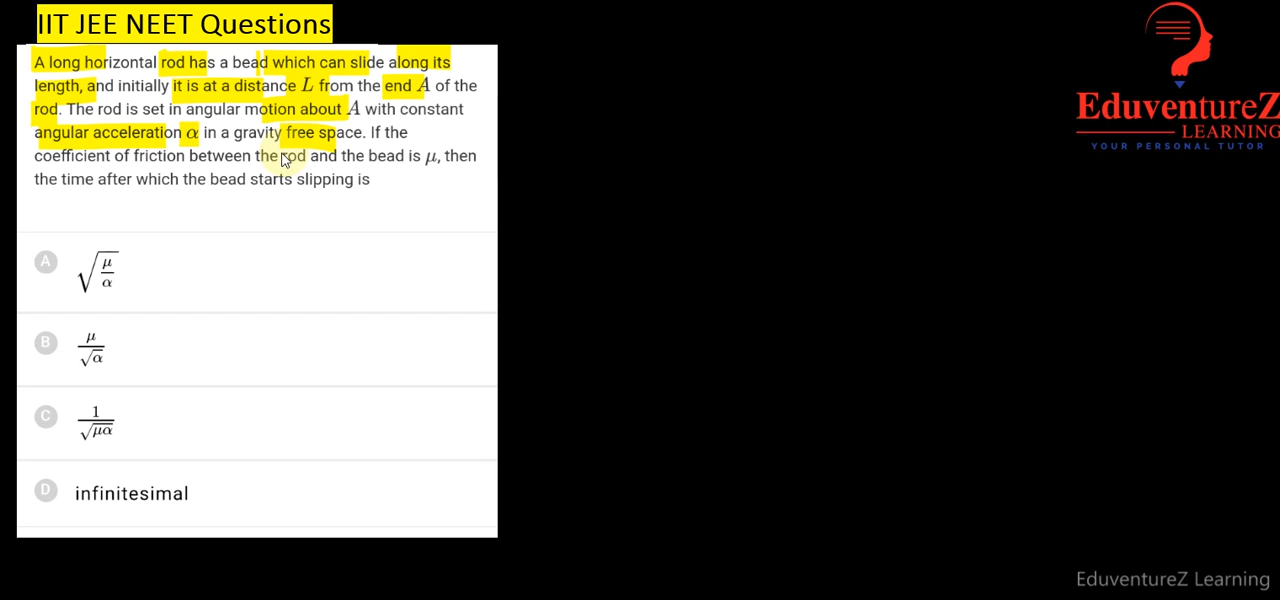 IIT JEE NEET Questions
A long horizontal rod has a bead which can slide along its
length, and initially it is at a distance L from the end A of the
rod. The rod is set in angular motion about A with constant
angular acceleration α in a gravity free space. If the
coefficient of friction between the rod and the bead is μ, then
the time after which the bead starts slipping is
A √(μ/α)
B μ/√α
C 1/√(μα)
D infinitesimal
EduventureZ
LEARNING
YOUR PERSONAL TUTOR
EduventureZ Learning